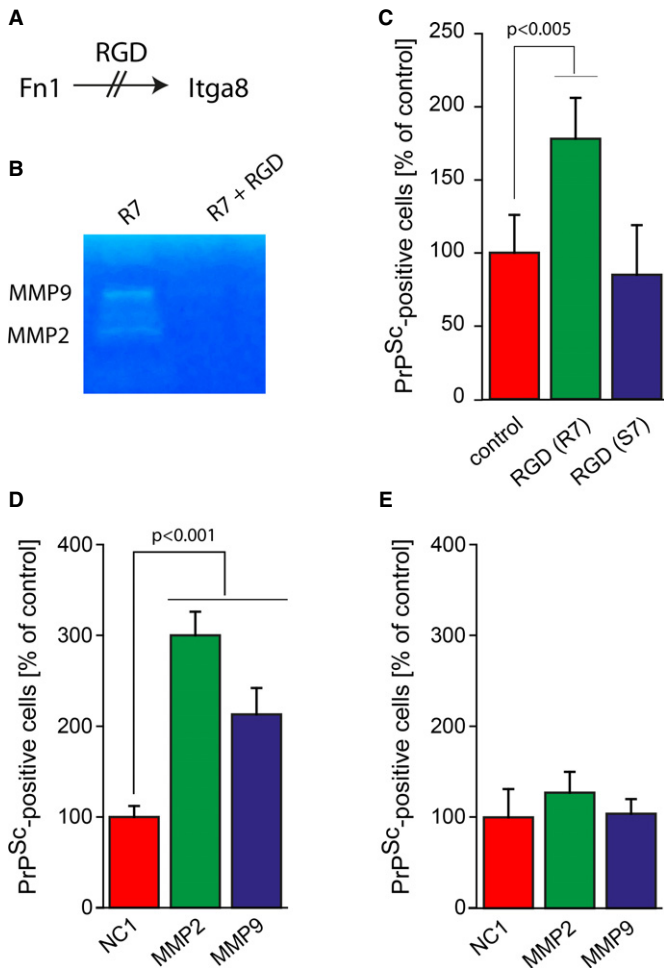 A
RGD
Fn1 Itga8
B
R7 R7 + RGD
MMP9
MMP2
C
p<0.005
PrPSc-positive cells [% of control]
250
200
150
100
50
0
control RGD (R7) RGD (S7)
D
p<0.001
PrPSc-positive cells [% of control]
400
300
200
100
0
NC1 MMP2 MMP9
E
PrPSc-positive cells [% of control]
400
300
200
100
0
NC1 MMP2 MMP9